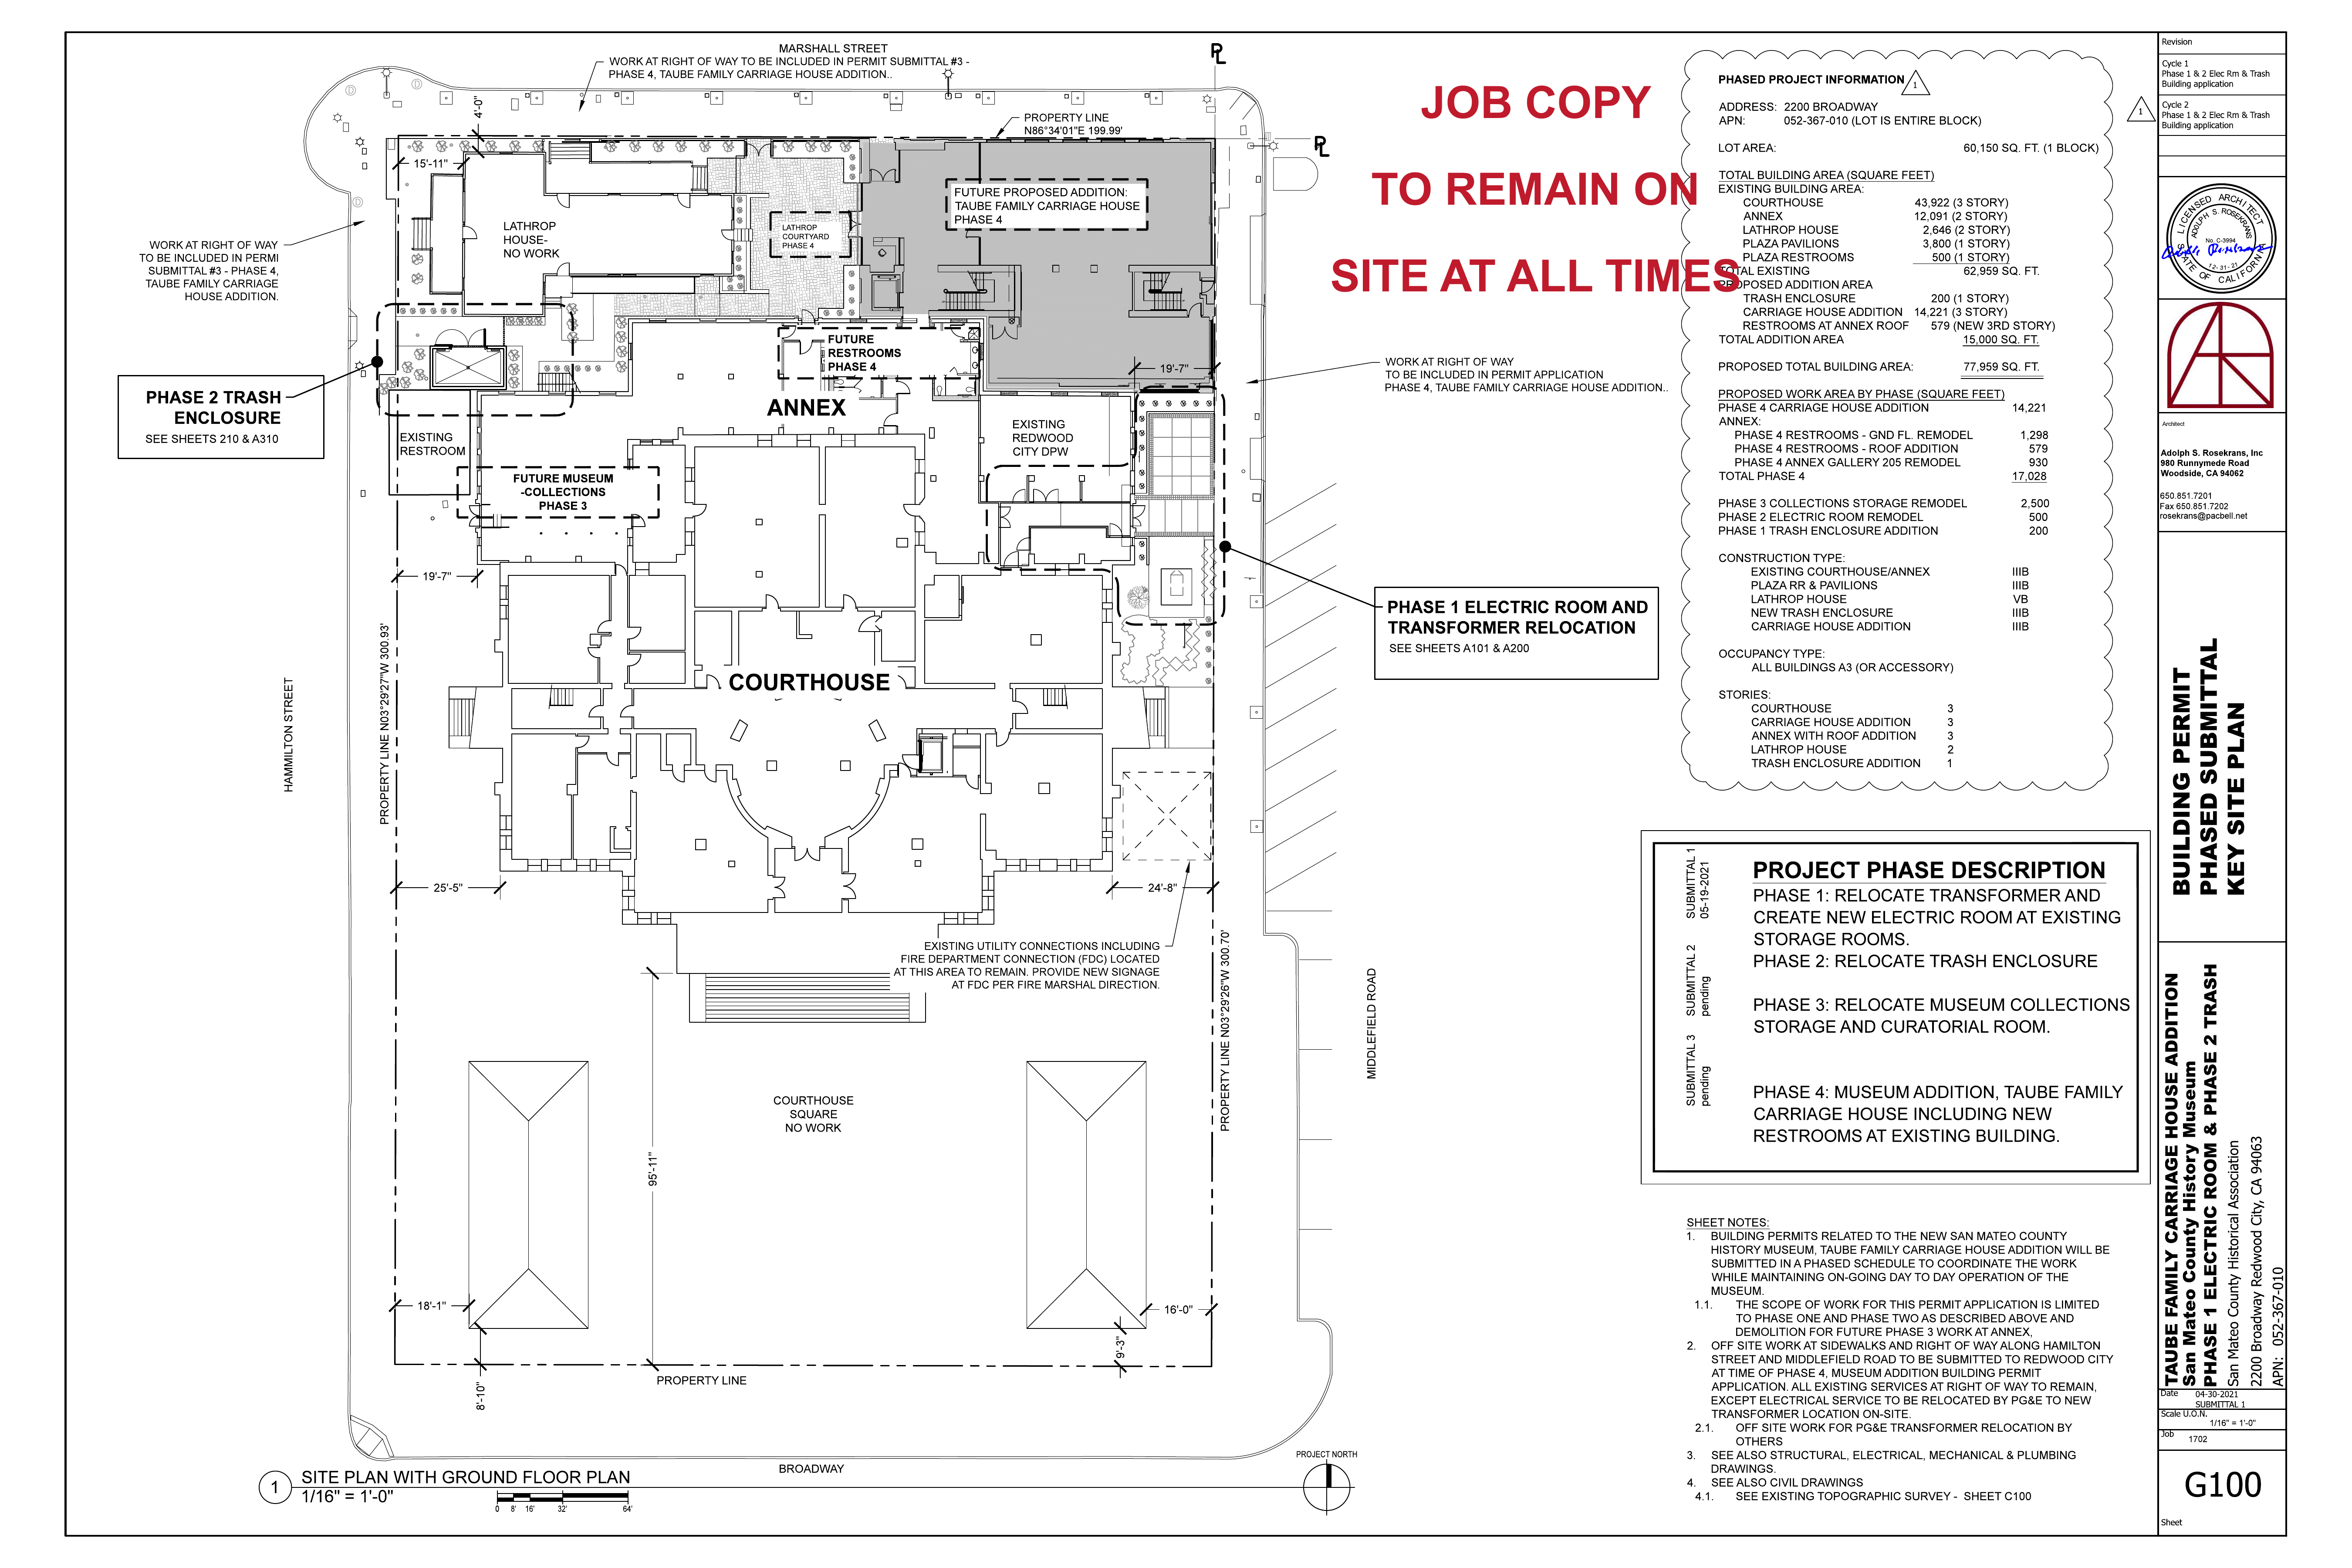 MARSHALL STREET
WORK AT RIGHT OF WAY TO BE INCLUDED IN PERMIT SUBMITTAL #3 -
PHASE 4, TAUBE FAMILY CARRIAGE HOUSE ADDITION..
PL
PROPERTY LINE
N86°34'01"E 199.99'
PL
4'-0"
15'-11"
LATHROP
HOUSE-
NO WORK
LATHROP
COURTYARD
PHASE 4
FUTURE PROPOSED ADDITION:
TAUBE FAMILY CARRIAGE HOUSE
PHASE 4
WORK AT RIGHT OF WAY
TO BE INCLUDED IN PERMI
SUBMITTAL #3 - PHASE 4,
TAUBE FAMILY CARRIAGE
HOUSE ADDITION.
PHASE 2 TRASH
ENCLOSURE
SEE SHEETS 210 & A310
EXISTING
RESTROOM
FUTURE
RESTROOMS
PHASE 4
ANNEX
19'-7"
WORK AT RIGHT OF WAY
TO BE INCLUDED IN PERMIT APPLICATION
PHASE 4, TAUBE FAMILY CARRIAGE HOUSE ADDITION..
EXISTING
REDWOOD
CITY DPW
FUTURE MUSEUM
-COLLECTIONS
PHASE 3
19'-7"
PHASE 1 ELECTRIC ROOM AND
TRANSFORMER RELOCATION
SEE SHEETS A101 & A200
COURTHOUSE
HAMMILTON STREET
PROPERTY LINE N03°29'27"W 300.93'
25'-5"
24'-8"
EXISTING UTILITY CONNECTIONS INCLUDING
FIRE DEPARTMENT CONNECTION (FDC) LOCATED
AT THIS AREA TO REMAIN. PROVIDE NEW SIGNAGE
AT FDC PER FIRE MARSHAL DIRECTION.
PROPERTY LINE N03°29'26"W 300.70'
MIDDLEFIELD ROAD
COURTHOUSE
SQUARE
NO WORK
95'-11"
18'-1"
16'-0"
9'-3"
8'-10"
PROPERTY LINE
BROADWAY
PROJECT NORTH
1
SITE PLAN WITH GROUND FLOOR PLAN
1/16" = 1'-0"
0 8' 16' 32' 64'
JOB COPY
TO REMAIN ON
SITE AT ALL TIMES
PHASED PROJECT INFORMATION
1
ADDRESS: 2200 BROADWAY
APN: 052-367-010 (LOT IS ENTIRE BLOCK)
LOT AREA: 60,150 SQ. FT. (1 BLOCK)
TOTAL BUILDING AREA (SQUARE FEET)
EXISTING BUILDING AREA:
COURTHOUSE 43,922 (3 STORY)
ANNEX 12,091 (2 STORY)
LATHROP HOUSE 2,646 (2 STORY)
PLAZA PAVILIONS 3,800 (1 STORY)
PLAZA RESTROOMS 500 (1 STORY)
TOTAL EXISTING 62,959 SQ. FT.
PROPOSED ADDITION AREA
TRASH ENCLOSURE 200 (1 STORY)
CARRIAGE HOUSE ADDITION 14,221 (3 STORY)
RESTROOMS AT ANNEX ROOF 579 (NEW 3RD STORY)
TOTAL ADDITION AREA 15,000 SQ. FT.
PROPOSED TOTAL BUILDING AREA: 77,959 SQ. FT.
PROPOSED WORK AREA BY PHASE (SQUARE FEET)
PHASE 4 CARRIAGE HOUSE ADDITION 14,221
ANNEX:
PHASE 4 RESTROOMS - GND FL. REMODEL 1,298
PHASE 4 RESTROOMS - ROOF ADDITION 579
PHASE 4 ANNEX GALLERY 205 REMODEL 930
TOTAL PHASE 4 17,028
PHASE 3 COLLECTIONS STORAGE REMODEL 2,500
PHASE 2 ELECTRIC ROOM REMODEL 500
PHASE 1 TRASH ENCLOSURE ADDITION 200
CONSTRUCTION TYPE:
EXISTING COURTHOUSE/ANNEX IIIB
PLAZA RR & PAVILIONS IIIB
LATHROP HOUSE VB
NEW TRASH ENCLOSURE IIIB
CARRIAGE HOUSE ADDITION IIIB
OCCUPANCY TYPE:
ALL BUILDINGS A3 (OR ACCESSORY)
STORIES:
COURTHOUSE 3
CARRIAGE HOUSE ADDITION 3
ANNEX WITH ROOF ADDITION 3
LATHROP HOUSE 2
TRASH ENCLOSURE ADDITION 1
SUBMITTAL 1
05-19-2021
SUBMITTAL 2
pending
SUBMITTAL 3
pending
PROJECT PHASE DESCRIPTION
PHASE 1: RELOCATE TRANSFORMER AND
CREATE NEW ELECTRIC ROOM AT EXISTING
STORAGE ROOMS.
PHASE 2: RELOCATE TRASH ENCLOSURE
PHASE 3: RELOCATE MUSEUM COLLECTIONS
STORAGE AND CURATORIAL ROOM.
PHASE 4: MUSEUM ADDITION, TAUBE FAMILY
CARRIAGE HOUSE INCLUDING NEW
RESTROOMS AT EXISTING BUILDING.
SHEET NOTES:
1. BUILDING PERMITS RELATED TO THE NEW SAN MATEO COUNTY
HISTORY MUSEUM, TAUBE FAMILY CARRIAGE HOUSE ADDITION WILL BE
SUBMITTED IN A PHASED SCHEDULE TO COORDINATE THE WORK
WHILE MAINTAINING ON-GOING DAY TO DAY OPERATION OF THE
MUSEUM.
1.1. THE SCOPE OF WORK FOR THIS PERMIT APPLICATION IS LIMITED
TO PHASE ONE AND PHASE TWO AS DESCRIBED ABOVE AND
DEMOLITION FOR FUTURE PHASE 3 WORK AT ANNEX,
2. OFF SITE WORK AT SIDEWALKS AND RIGHT OF WAY ALONG HAMILTON
STREET AND MIDDLEFIELD ROAD TO BE SUBMITTED TO REDWOOD CITY
AT TIME OF PHASE 4, MUSEUM ADDITION BUILDING PERMIT
APPLICATION. ALL EXISTING SERVICES AT RIGHT OF WAY TO REMAIN,
EXCEPT ELECTRICAL SERVICE TO BE RELOCATED BY PG&E TO NEW
TRANSFORMER LOCATION ON-SITE.
2.1. OFF SITE WORK FOR PG&E TRANSFORMER RELOCATION BY
OTHERS
3. SEE ALSO STRUCTURAL, ELECTRICAL, MECHANICAL & PLUMBING
DRAWINGS.
4. SEE ALSO CIVIL DRAWINGS
4.1. SEE EXISTING TOPOGRAPHIC SURVEY - SHEET C100
Revision
Cycle 1
Phase 1 & 2 Elec Rm & Trash
Building application
1
Cycle 2
Phase 1 & 2 Elec Rm & Trash
Building application
LICENSED ARCHITECT
ADOLPH S. ROSEKRANS
No. C-3994
12-31-21
STATE OF CALIFORNIA
Architect
Adolph S. Rosekrans, Inc
980 Runnymede Road
Woodside, CA 94062
650.851.7201
Fax 650.851.7202
rosekrans@pacbell.net
BUILDING PERMIT
PHASED SUBMITTAL
KEY SITE PLAN
TAUBE FAMILY CARRIAGE HOUSE ADDITION
San Mateo County History Museum
PHASE 1 ELECTRIC ROOM & PHASE 2 TRASH
San Mateo County Historical Association
2200 Broadway Redwood City, CA 94063
APN: 052-367-010
Date 04-30-2021
SUBMITTAL 1
Scale U.O.N.
1/16" = 1'-0"
Job
1702
G100
Sheet